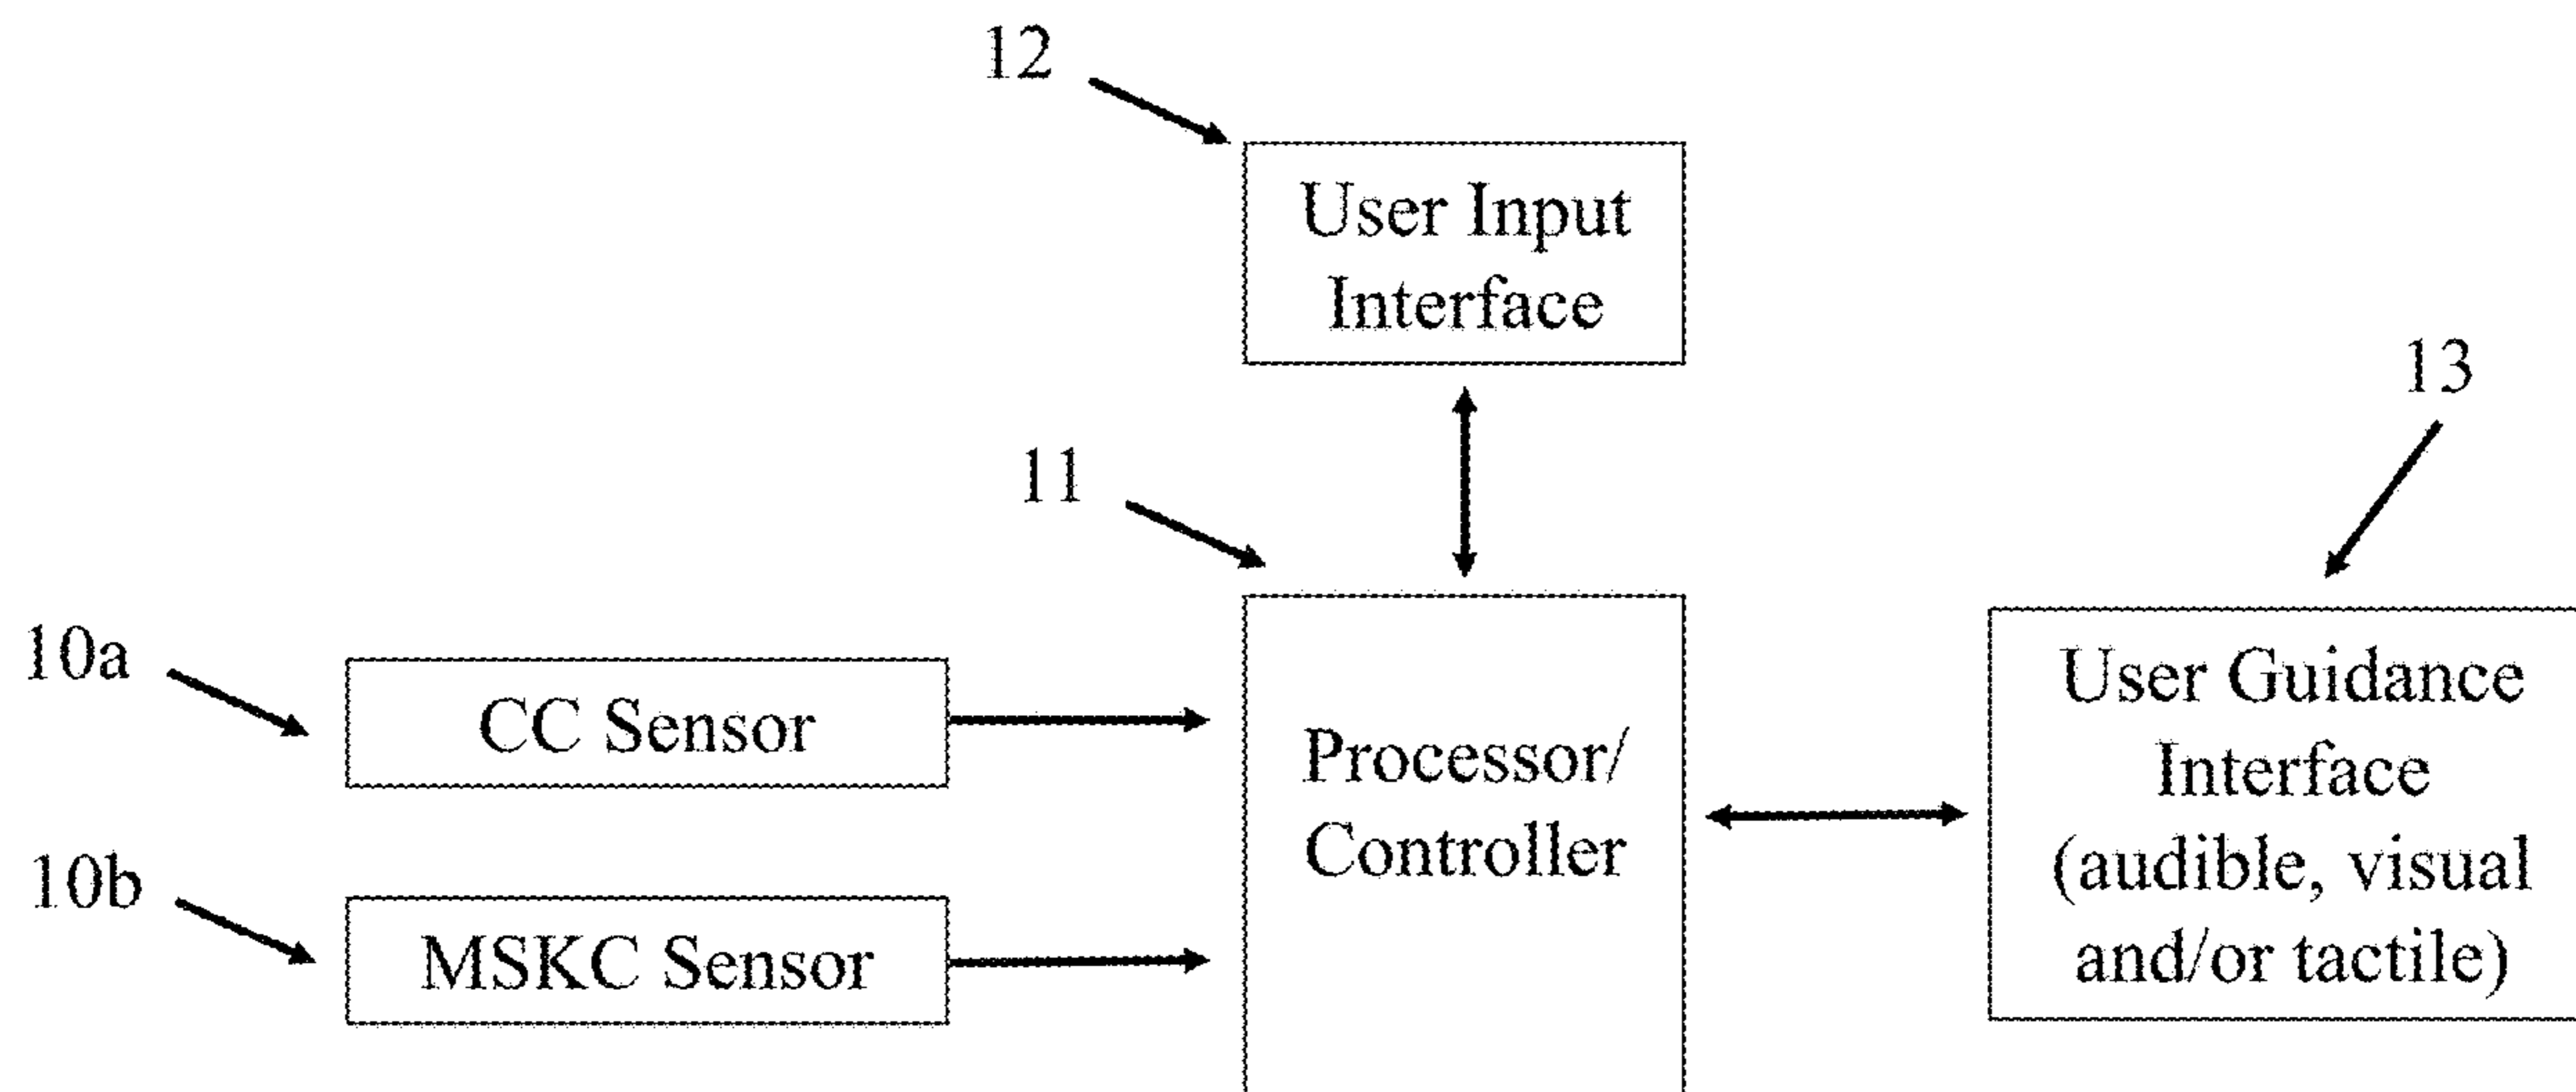 12
User Input
Interface
13
11
10a
CC Sensor
Processor/
Controller
User Guidance
Interface
(audible, visual
and/or tactile)
10b
MSKC Sensor